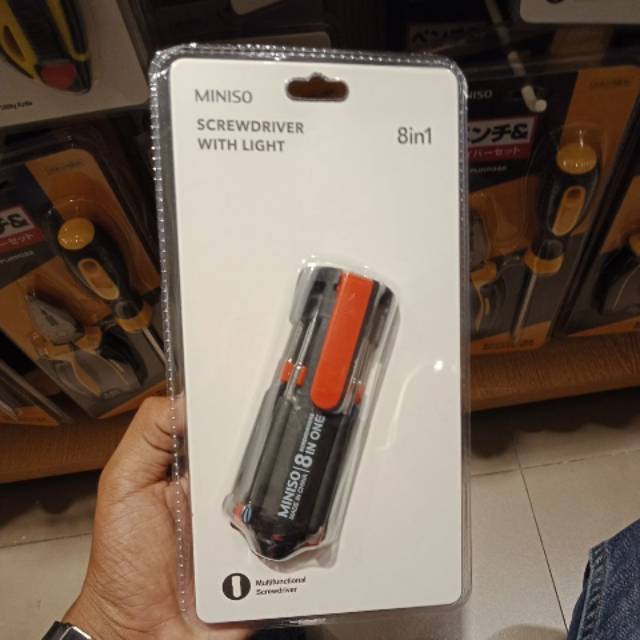 MINISO
SCREWDRIVER
WITH LIGHT
8in1
MINISO
MADE IN CHINA
8
IN ONE
Multifunctional
Screwdriver